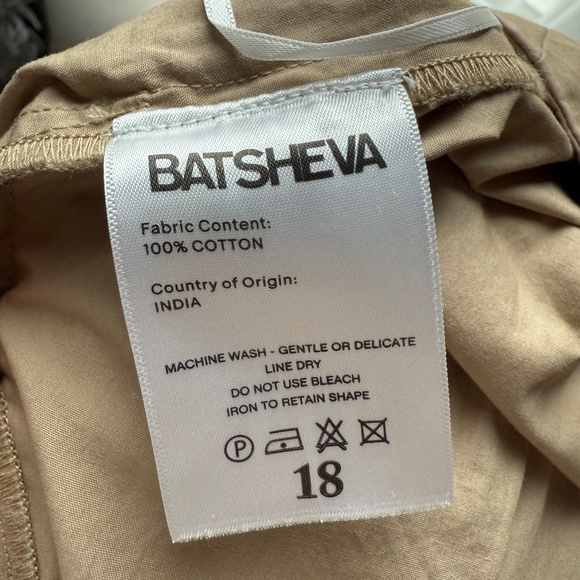 BATSHEVA
Fabric Content:
100% COTTON
Country of Origin:
INDIA
MACHINE WASH - GENTLE OR DELICATE
LINE DRY
DO NOT USE BLEACH
IRON TO RETAIN SHAPE
P
18